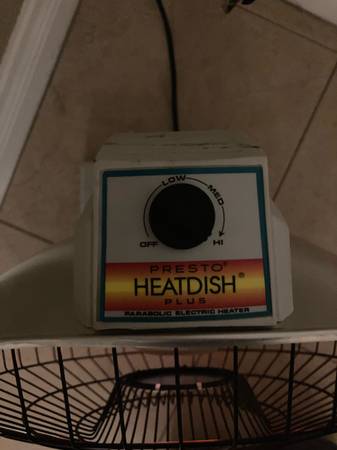 LOW
MED
OFF HI
PRESTO®
HEATDISH®
PLUS
PARABOLIC ELECTRIC HEATER